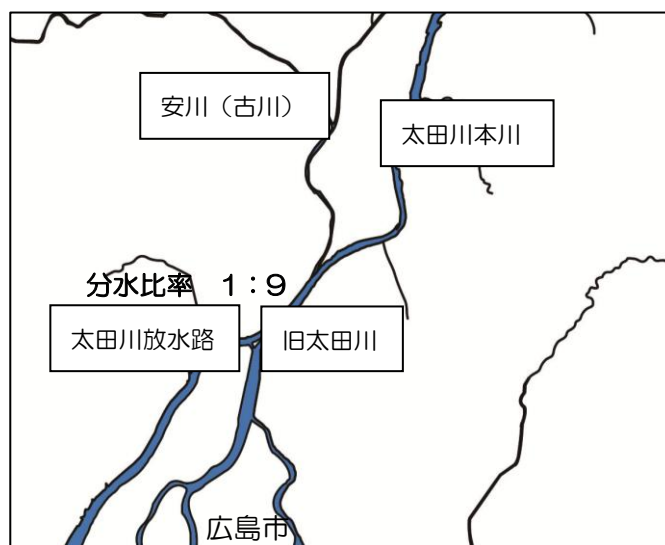 安川（古川）
太田川本川
分水比率　1：9
太田川放水路
旧太田川
広島市